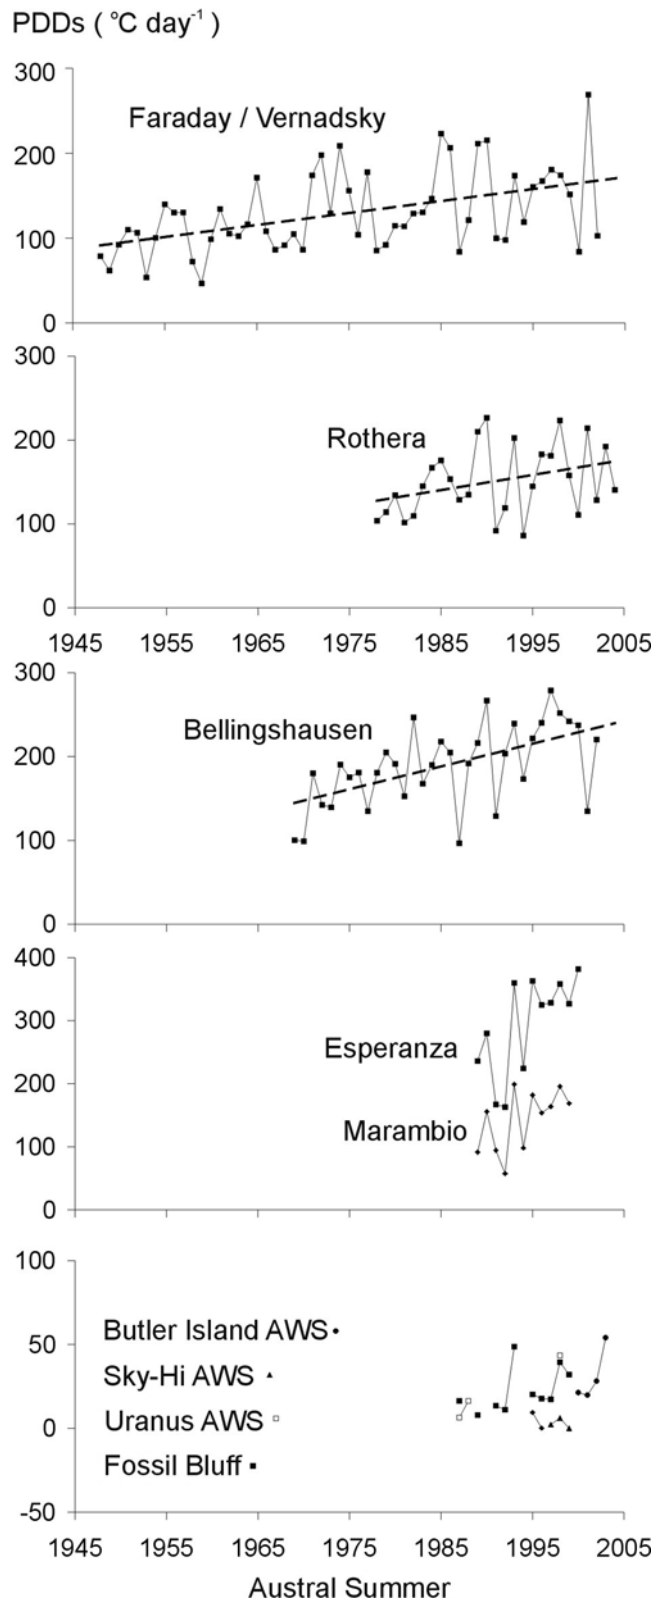 PDDs ( °C day⁻¹ )
300
Faraday / Vernadsky
200
100
0
300
Rothera
200
100
0
1945 1955 1965 1975 1985 1995 2005
300
Bellingshausen
200
100
0
400
300
Esperanza
200
Marambio
100
0
100
50
Butler Island AWS
Sky-Hi AWS
0
Uranus AWS
Fossil Bluff
-50
1945 1955 1965 1975 1985 1995 2005
Austral Summer